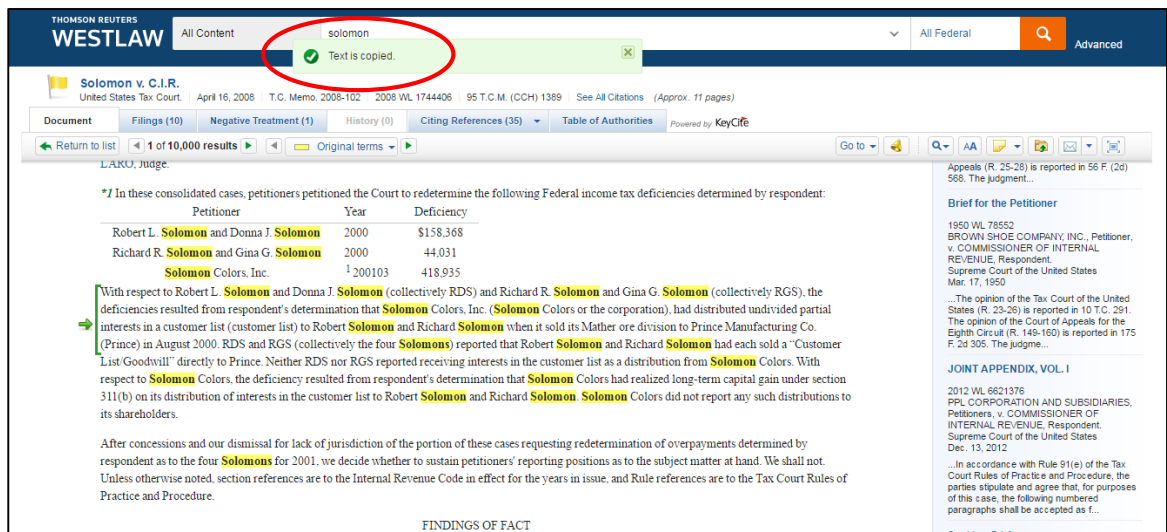 THOMSON REUTERS
WESTLAW
All Content
solomon
All Federal
Advanced
Text is copied.
Solomon v. C.I.R.
United States Tax Court. April 16, 2008 T.C. Memo. 2008-102 2008 WL 1744406 95 T.C.M. (CCH) 1389 See All Citations (Approx. 11 pages)
Document Filings (10) Negative Treatment (1) History (0) Citing References (35) Table of Authorities Powered by KeyCite
Return to list 1 of 10,000 results Original terms Go to AA
LARO, Judge.
*1 In these consolidated cases, petitioners petitioned the Court to redetermine the following Federal income tax deficiencies determined by respondent:
Petitioner Year Deficiency
Robert L. Solomon and Donna J. Solomon 2000 $158,368
Richard R. Solomon and Gina G. Solomon 2000 44,031
Solomon Colors, Inc. 1 200103 418,935
With respect to Robert L. Solomon and Donna J. Solomon (collectively RDS) and Richard R. Solomon and Gina G. Solomon (collectively RGS), the
deficiencies resulted from respondent's determination that Solomon Colors, Inc. (Solomon Colors or the corporation), had distributed undivided partial
interests in a customer list (customer list) to Robert Solomon and Richard Solomon when it sold its Mather ore division to Prince Manufacturing Co.
(Prince) in August 2000. RDS and RGS (collectively the four Solomons) reported that Robert Solomon and Richard Solomon had each sold a “Customer
List/Goodwill” directly to Prince. Neither RDS nor RGS reported receiving interests in the customer list as a distribution from Solomon Colors. With
respect to Solomon Colors, the deficiency resulted from respondent's determination that Solomon Colors had realized long-term capital gain under section
311(b) on its distribution of interests in the customer list to Robert Solomon and Richard Solomon. Solomon Colors did not report any such distributions to
its shareholders.
After concessions and our dismissal for lack of jurisdiction of the portion of these cases requesting redetermination of overpayments determined by
respondent as to the four Solomons for 2001, we decide whether to sustain petitioners' reporting positions as to the subject matter at hand. We shall not.
Unless otherwise noted, section references are to the Internal Revenue Code in effect for the years in issue, and Rule references are to the Tax Court Rules of
Practice and Procedure.
FINDINGS OF FACT
Appeals (R. 25-28) is reported in 56 F. (2d)
568. The judgment...
Brief for the Petitioner
1950 WL 78552
BROWN SHOE COMPANY, INC., Petitioner,
v. COMMISSIONER OF INTERNAL
REVENUE, Respondent.
Supreme Court of the United States
Mar. 17, 1950
...The opinion of the Tax Court of the United
States (R. 23-26) is reported in 10 T.C. 291.
The opinion of the Court of Appeals for the
Eighth Circuit (R. 149-160) is reported in 175
F. 2d 305. The judgme...
JOINT APPENDIX, VOL. I
2012 WL 6621376
PPL CORPORATION AND SUBSIDIARIES,
Petitioners, v. COMMISSIONER OF
INTERNAL REVENUE, Respondent.
Supreme Court of the United States
Dec. 13, 2012
...In accordance with Rule 91(e) of the Tax
Court Rules of Practice and Procedure, the
parties stipulate and agree that, for purposes
of this case, the following numbered
paragraphs shall be accepted as f...